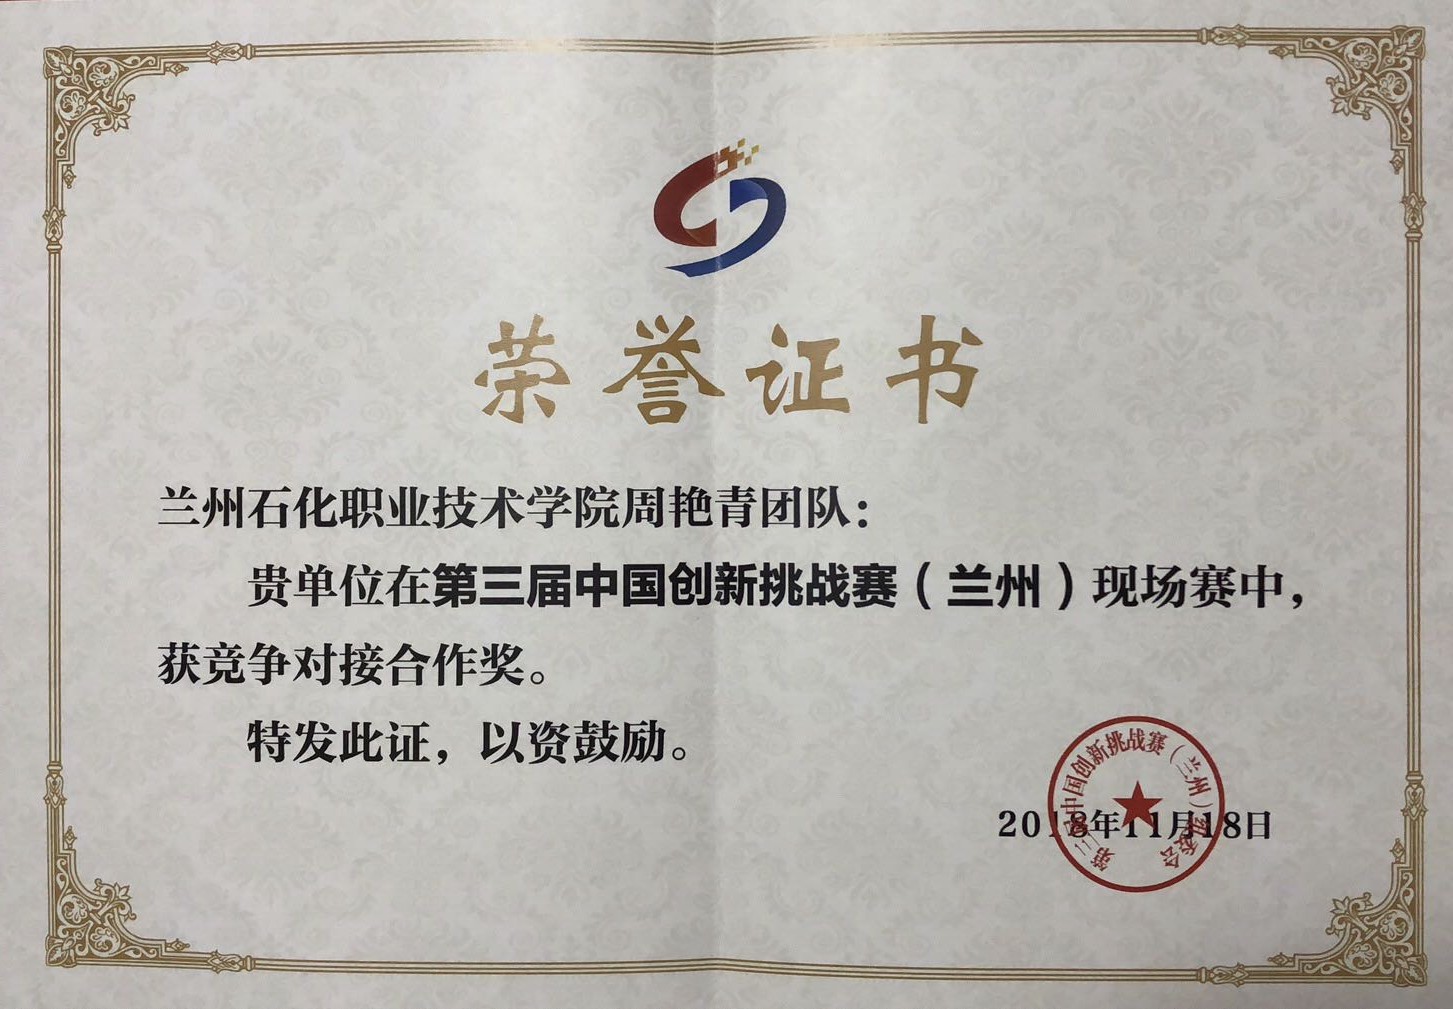 荣誉证书
兰州石化职业技术学院周艳青团队：
贵单位在第三届中国创新挑战赛（兰州）现场赛中，
获竞争对接合作奖。
特发此证，以资鼓励。
2018年11月18日
第三届中国创新挑战赛（兰州）组委会